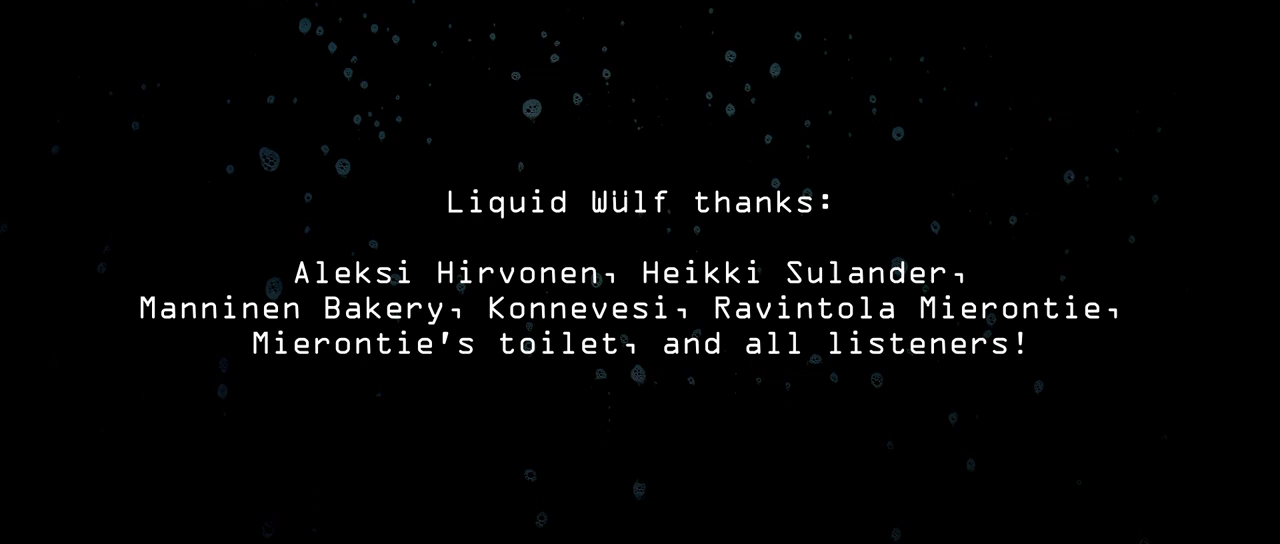 Liquid Wülf thanks:
Aleksi Hirvonen, Heikki Sulander,
Manninen Bakery, Konnevesi, Ravintola Mierontie,
Mierontie's toilet, and all listeners!